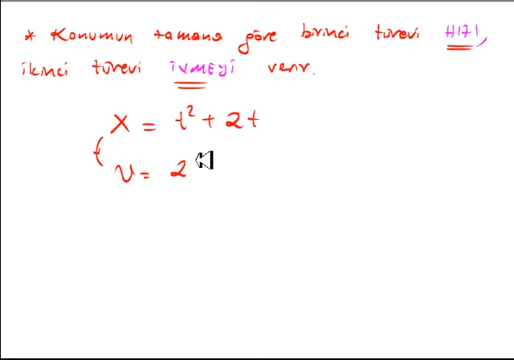 * Konumun zamana göre birinci türevi HIZI,
ikinci türevi İVMEYİ verir.
x = t² + 2t
v = 2